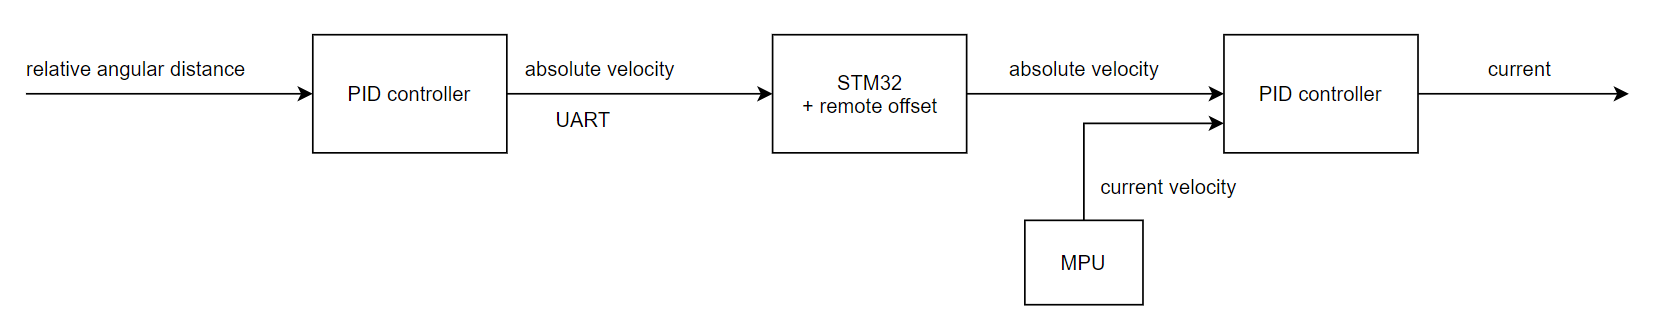 relative angular distance
PID controller
absolute velocity
UART
STM32
+ remote offset
absolute velocity
PID controller
current
current velocity
MPU